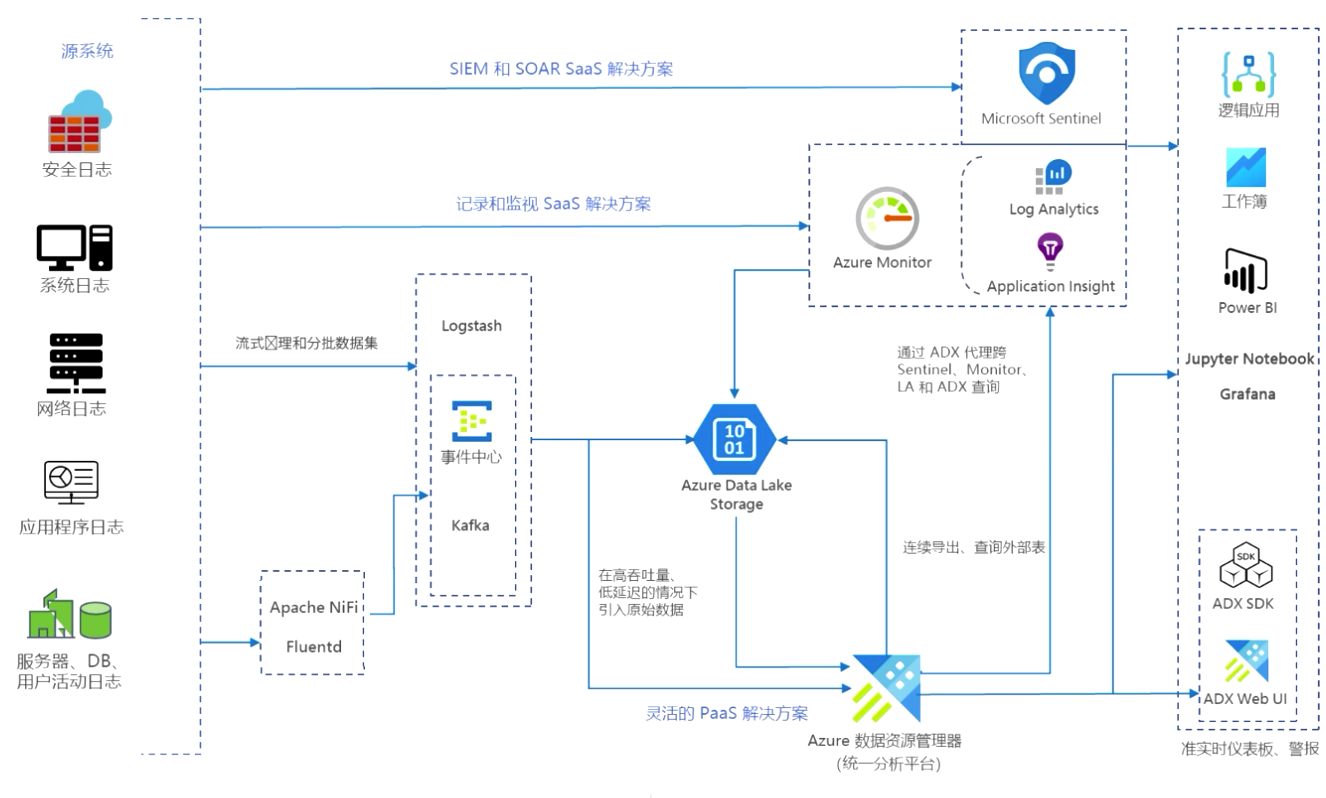 源系统
安全日志
系统日志
网络日志
应用程序日志
服务器、DB、
用户活动日志
SIEM 和 SOAR SaaS 解决方案
记录和监视 SaaS 解决方案
流式
理和分批数据集
Apache NiFi
Fluentd
Logstash
事件中心
Kafka
在高吞吐量、
低延迟的情况下
引入原始数据
灵活的 PaaS 解决方案
Microsoft Sentinel
Azure Monitor
Log Analytics
Application Insight
通过 ADX 代理跨
Sentinel、Monitor、
LA 和 ADX 查询
10
01
Azure Data Lake
Storage
连续导出、查询外部表
Azure 数据资源管理器
(统一分析平台)
逻辑应用
工作簿
Power BI
Jupyter Notebook
Grafana
SDK
ADX SDK
ADX Web UI
准实时仪表板、警报